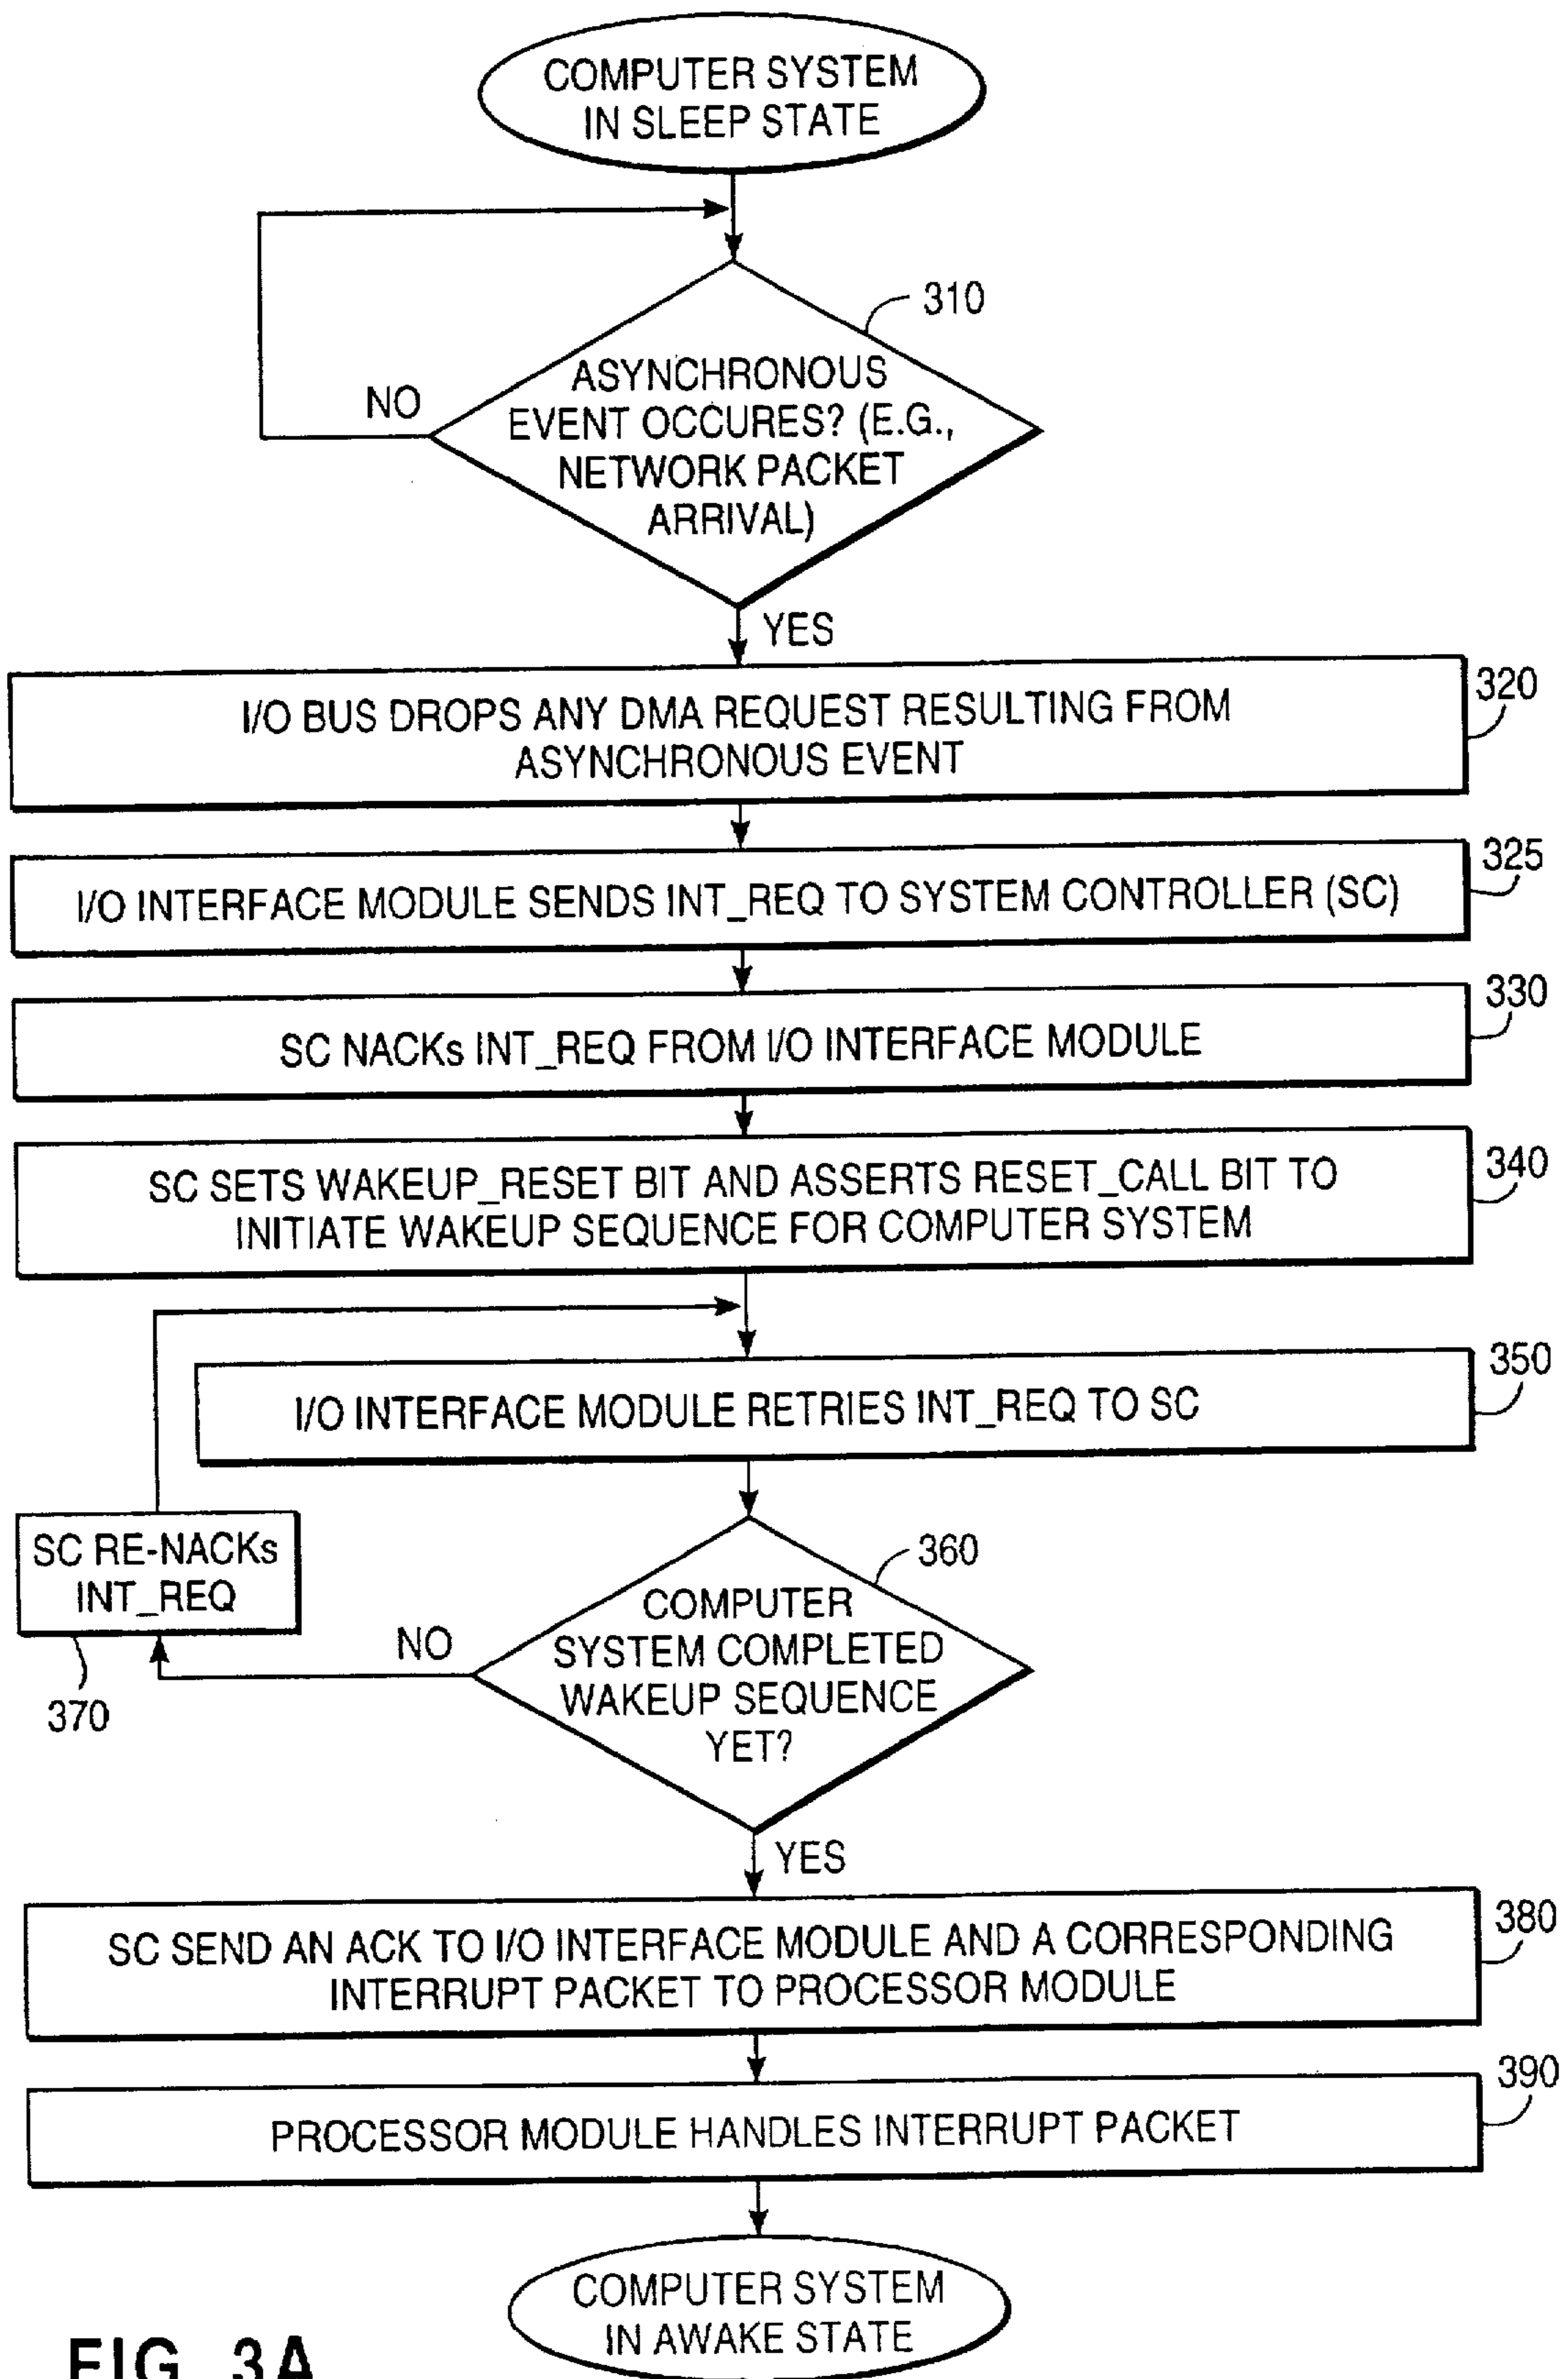 COMPUTER SYSTEM
IN SLEEP STATE
310
ASYNCHRONOUS
EVENT OCCURES? (E.G.,
NETWORK PACKET
ARRIVAL)
NO
YES
320
I/O BUS DROPS ANY DMA REQUEST RESULTING FROM
ASYNCHRONOUS EVENT
325
I/O INTERFACE MODULE SENDS INT_REQ TO SYSTEM CONTROLLER (SC)
330
SC NACKs INT_REQ FROM I/O INTERFACE MODULE
340
SC SETS WAKEUP_RESET BIT AND ASSERTS RESET_CALL BIT TO
INITIATE WAKEUP SEQUENCE FOR COMPUTER SYSTEM
350
I/O INTERFACE MODULE RETRIES INT_REQ TO SC
SC RE-NACKs
INT_REQ
370
360
COMPUTER
SYSTEM COMPLETED
WAKEUP SEQUENCE
YET?
NO
YES
380
SC SEND AN ACK TO I/O INTERFACE MODULE AND A CORRESPONDING
INTERRUPT PACKET TO PROCESSOR MODULE
390
PROCESSOR MODULE HANDLES INTERRUPT PACKET
COMPUTER SYSTEM
IN AWAKE STATE
FIG. 3A